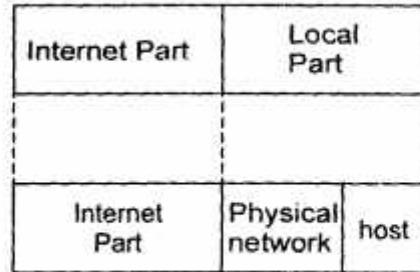 Internet Part
Local
Part
Internet
Part
Physical
network
host